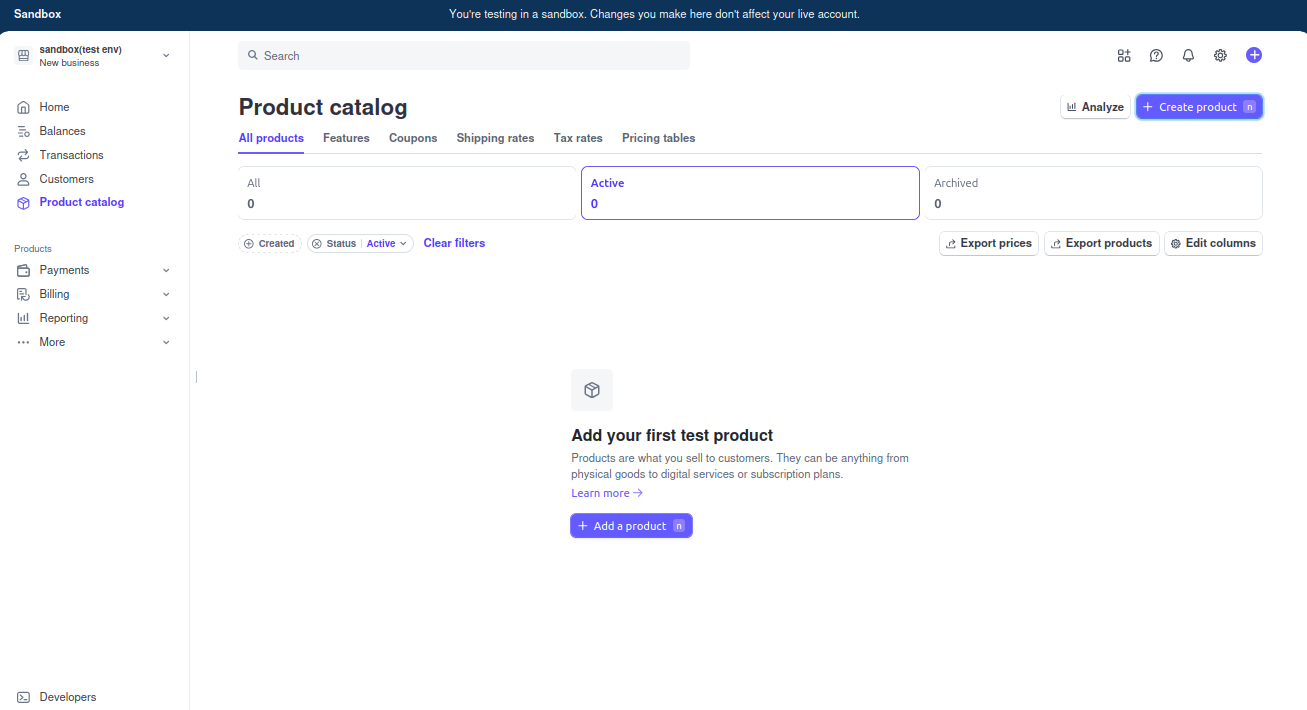 Sandbox
You're testing in a sandbox. Changes you make here don't affect your live account.
sandbox(test env)
New business
Search
Home
Balances
Transactions
Customers
Product catalog
Products
Payments
Billing
Reporting
More
Developers
Product catalog
Analyze
Create product n
All products Features Coupons Shipping rates Tax rates Pricing tables
All
0
Active
0
Archived
0
Created Status Active Clear filters
Export prices Export products Edit columns
Add your first test product
Products are what you sell to customers. They can be anything from
physical goods to digital services or subscription plans.
Learn more
Add a product n